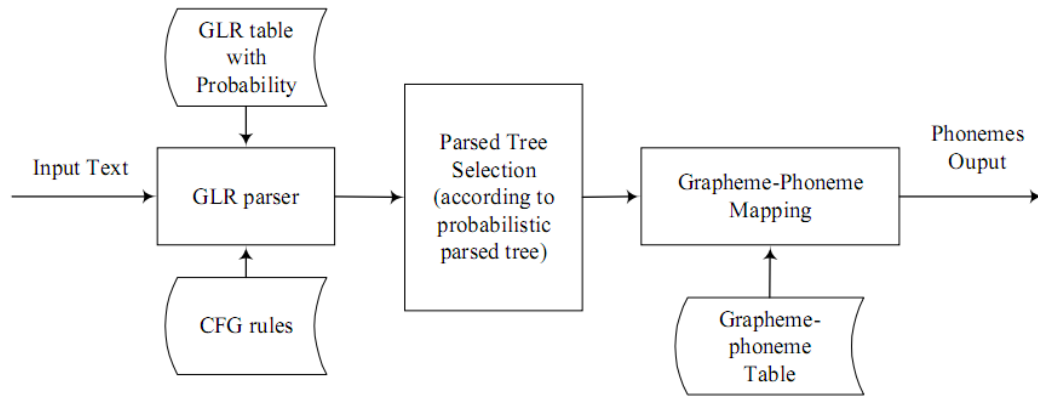 GLR table
with
Probability
Input Text
GLR parser
CFG rules
Parsed Tree
Selection
(according to
probabilistic
parsed tree)
Grapheme-Phoneme
Mapping
Grapheme-
phoneme
Table
Phonemes
Ouput